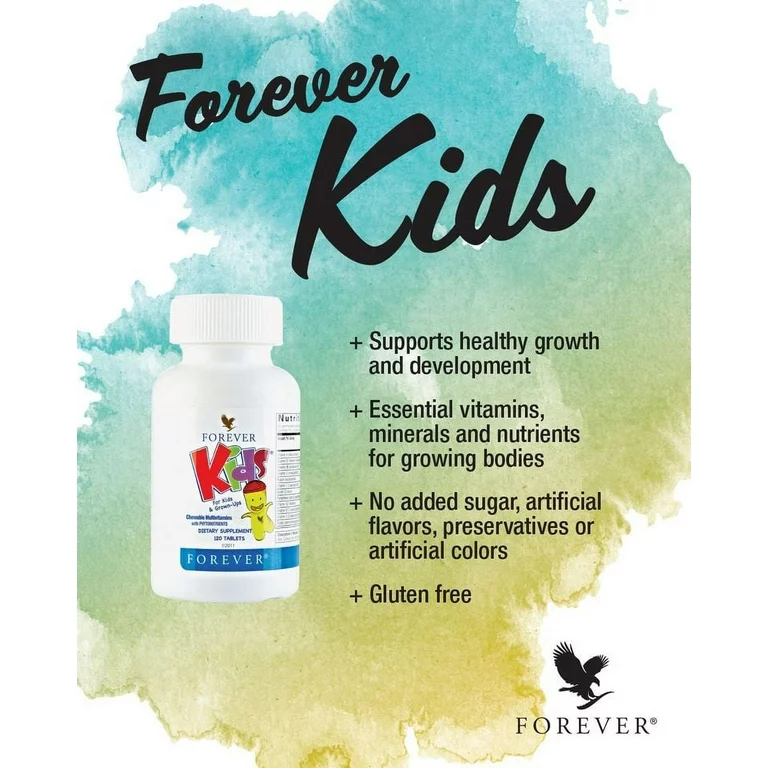 Forever
Kids
+ Supports healthy growth
and development
+ Essential vitamins,
minerals and nutrients
for growing bodies
+ No added sugar, artificial
flavors, preservatives or
artificial colors
+ Gluten free
FOREVER
Kids®
For Kids
& Grown-Ups
Chewable Multivitamins
with PHYTONUTRIENTS
DIETARY SUPPLEMENT
120 TABLETS
FOREVER®
Nutri
FOREVER®